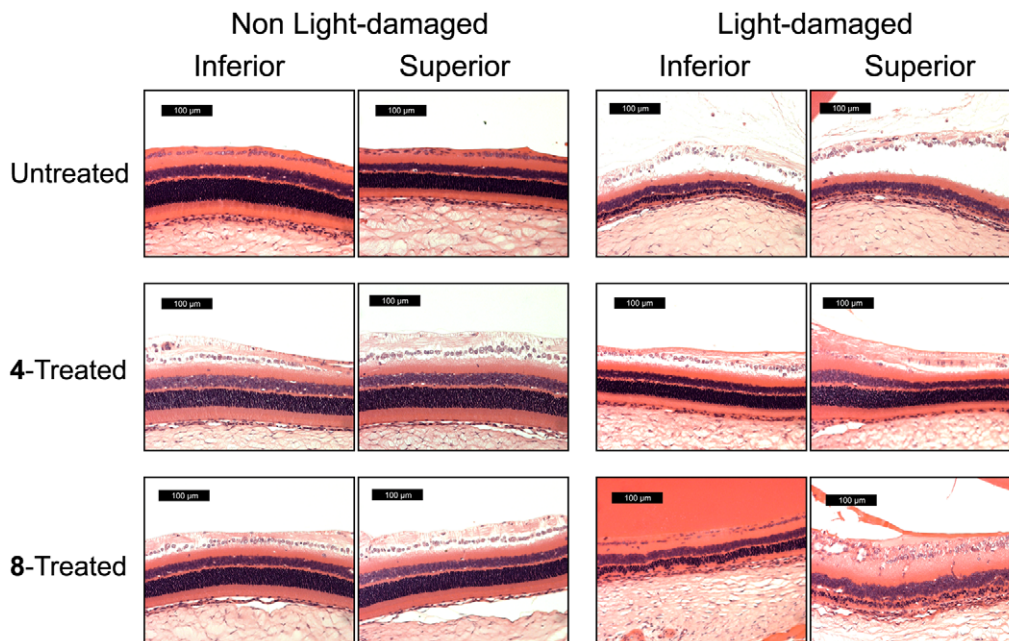 Non Light-damaged Light-damaged
Inferior Superior Inferior Superior
Untreated
100 µm 100 µm 100 µm 100 µm
4-Treated
100 µm 100 µm 100 µm 100 µm
8-Treated
100 µm 100 µm 100 µm 100 µm